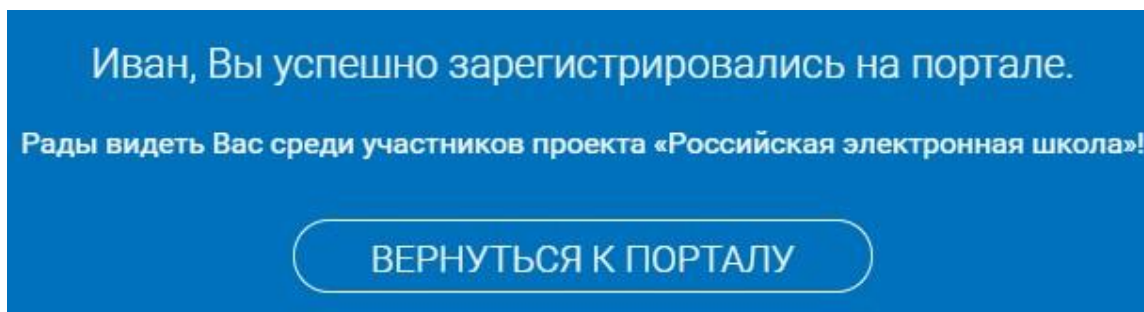 Иван, Вы успешно зарегистрировались на портале.
Рады видеть Вас среди участников проекта «Российская электронная школа»!
ВЕРНУТЬСЯ К ПОРТАЛУ